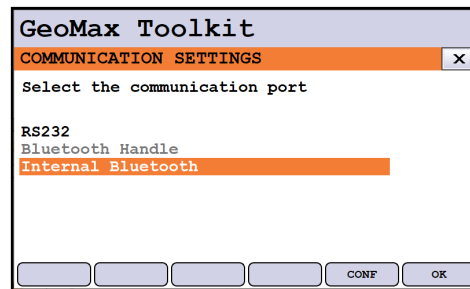 GeoMax Toolkit
COMMUNICATION SETTINGS X
Select the communication port
RS232
Bluetooth Handle
Internal Bluetooth
CONF OK